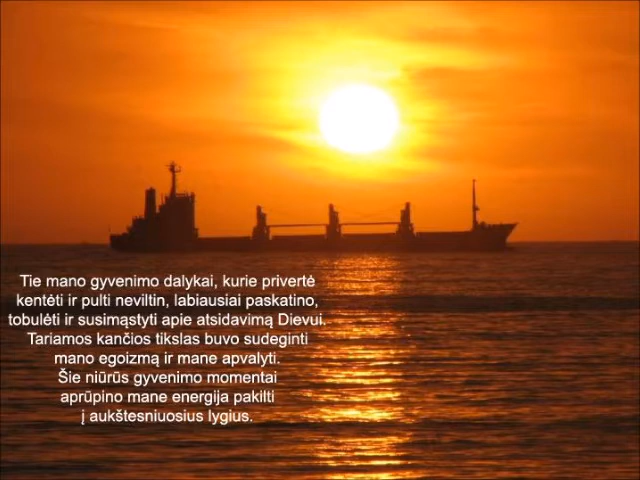 Tie mano gyvenimo dalykai, kurie privertė
kentėti ir pulti neviltin, labiausiai paskatino,
tobulėti ir susimąstyti apie atsidavimą Dievui.
Tariamos kančios tikslas buvo sudeginti
mano egoizmą ir mane apvalyti.
Šie niūrūs gyvenimo momentai
aprūpino mane energija pakilti
į aukštesniuosius lygius.